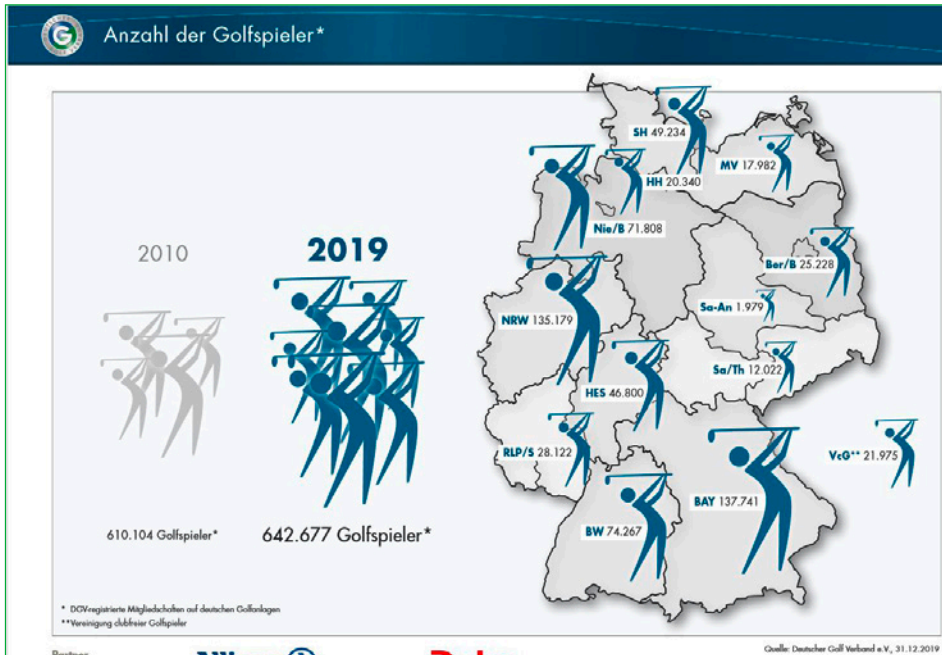 G
Anzahl der Golfspieler*
SH 49.234
MV 17.982
HH 20.340
Nie/B 71.808
2010
2019
Ber/B 25.228
Sa-An 1.979
NRW 135.179
Sa/Th 12.022
HES 46.800
RLP/S 28.122
VcG** 21.975
BAY 137.741
BW 74.267
610.104 Golfspieler*
642.677 Golfspieler*
* DGV-registrierte Mitgliedschaften auf deutschen Golfanlagen
**Vereinigung clubfreier Golfspieler
Quelle: Deutscher Golf Verband e.V., 31.12.2019